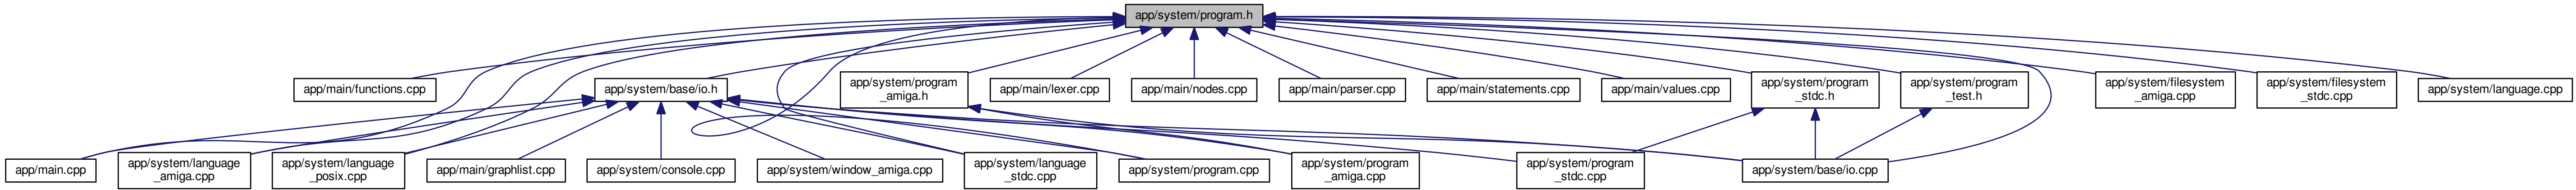 app/system/program.h
app/main/functions.cpp
app/system/base/io.h
app/system/program
_amiga.h
app/main/lexer.cpp
app/main/nodes.cpp
app/main/parser.cpp
app/main/statements.cpp
app/main/values.cpp
app/system/program
_stdc.h
app/system/program
_test.h
app/system/filesystem
_amiga.cpp
app/system/filesystem
_stdc.cpp
app/system/language.cpp
app/main.cpp
app/system/language
_amiga.cpp
app/system/language
_posix.cpp
app/main/graphlist.cpp
app/system/console.cpp
app/system/window_amiga.cpp
app/system/language
_stdc.cpp
app/system/program.cpp
app/system/program
_amiga.cpp
app/system/program
_stdc.cpp
app/system/base/io.cpp